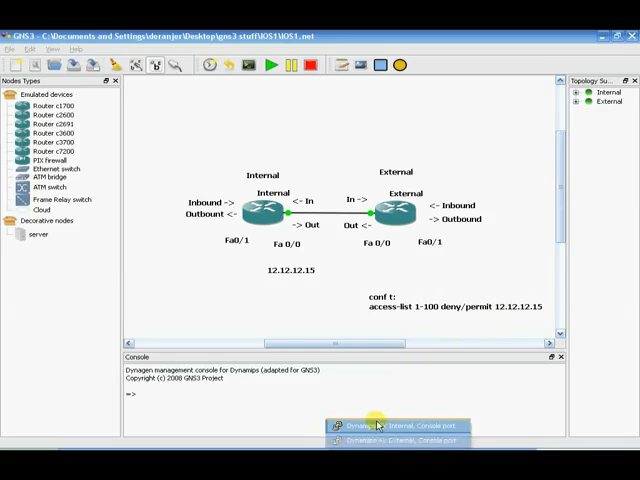 GNS3 - C:\Documents and Settings\deranjer\Desktop\gns3 stuff\IOS1\IOS1.net
File Edit View Help
Nodes Types
Topology Su...
Emulated devices
Router c1700
Router c2600
Router c2691
Router c3600
Router c3700
Router c7200
PIX firewall
Ethernet switch
ATM bridge
ATM switch
Frame Relay switch
Cloud
Decorative nodes
server
Internal
External
Internal
External
Internal
External
Inbound ->
<- In
In ->
<- Inbound
Outbount <-
-> Out
Out <-
-> Outbound
Fa0/1
Fa 0/0
Fa 0/0
Fa0/1
12.12.12.15
conf t:
access-list 1-100 deny/permit 12.12.12.15
Console
Dynagen management console for Dynamips (adapted for GNS3)
Copyright (c) 2008 GNS3 Project
=>
Internal, Console port
External, Console port